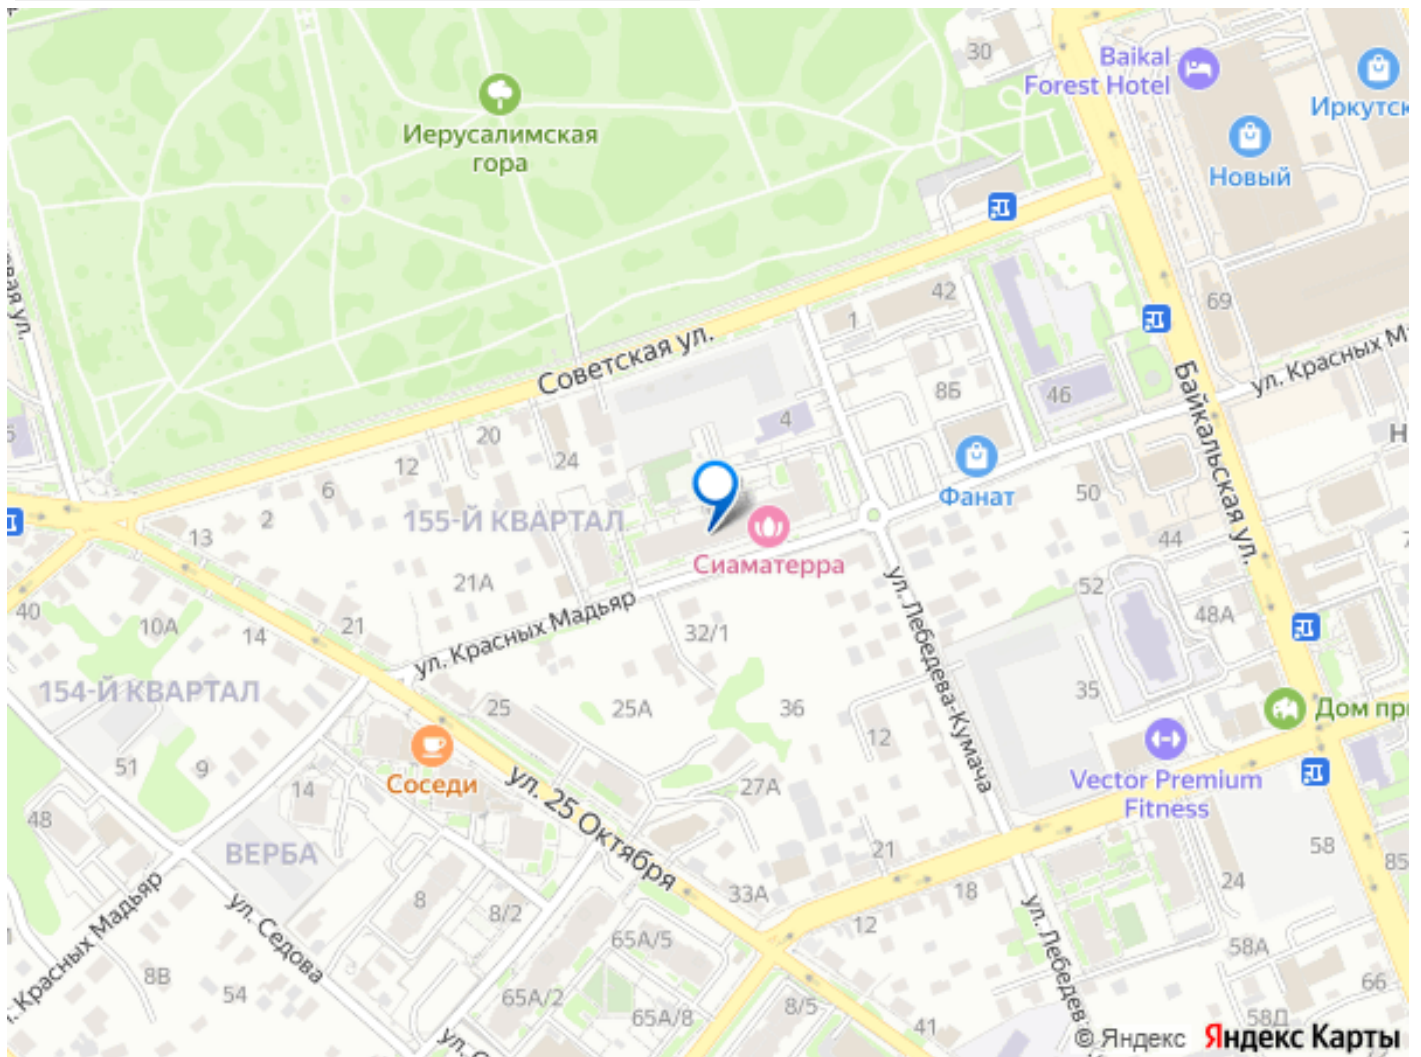 30
Baikal
Forest Hotel
Иркутск
Новый
Иерусалимская
гора
42
1
69
Советская ул.
ул. Красных М
8Б
46
4
Байкальская ул.
20
24
12
6
2
155-Й КВАРТАЛ
Фанат
50
44
13
Сиаматерра
21А
ул. Красных Мадьяр
52
48А
40
10А
14
21
32/1
ул. Лебедева-Кумача
154-Й КВАРТАЛ
25
25А
36
35
12
Дом при
51
9
Соседи
14
27А
Vector Premium
Fitness
48
ВЕРБА
ул. 25 Октября
21
58
85
33А
18
24
8
8/2
12
ул. Седова
65А/5
ул. Лебедев
58А
Красных Мадьяр
8В
54
65А/2
65А/8
8/5
41
66
58Д
© Яндекс
Яндекс Карты